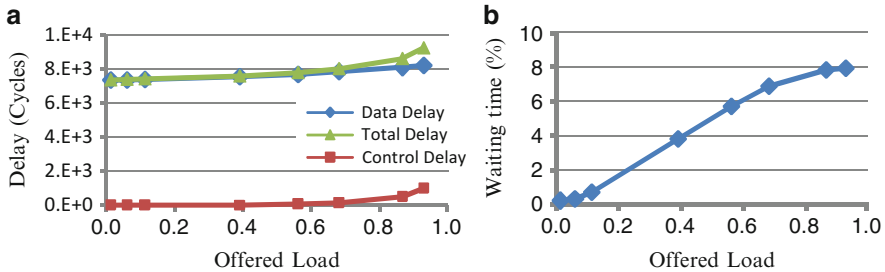 a
Delay (Cycles)
1.E+4
8.E+3
6.E+3
4.E+3
2.E+3
0.E+0
0.0 0.2 0.4 0.6 0.8 1.0
Offered Load
Data Delay
Total Delay
Control Delay
b
Waiting time (%)
10
8
6
4
2
0
0.0 0.2 0.4 0.6 0.8 1.0
Offered Load